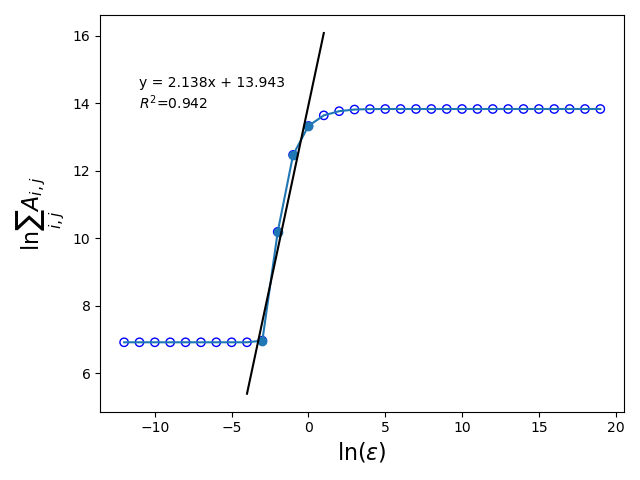 y = 2.138x + 13.943
R²=0.942
ln∑A_{i,j}
i,j
16
14
12
10
8
6
−10
−5
0
5
10
15
20
ln(ε)